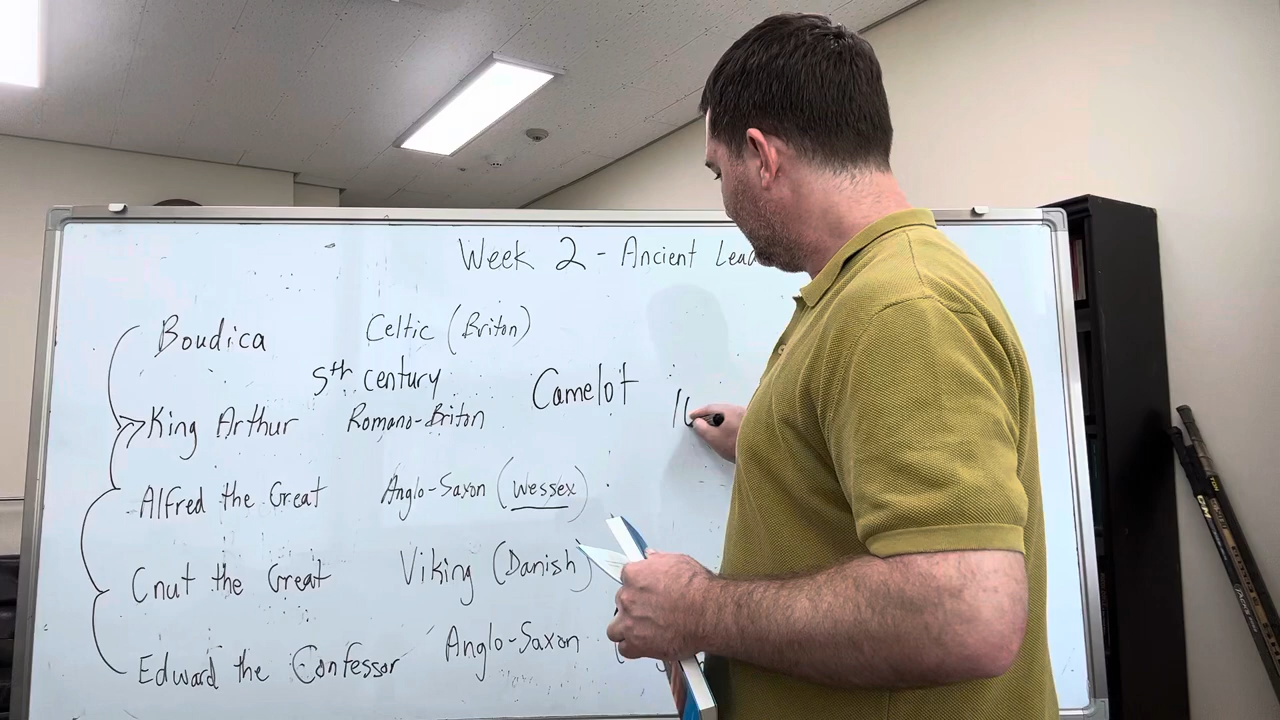 Week 2 - Ancient Lea
Boudica Celtic (Briton)
5th century Camelot
King Arthur Romano-Briton
Alfred the Great Anglo-Saxon (Wessex)
Cnut the Great Viking (Danish)
Edward the Confessor Anglo-Saxon